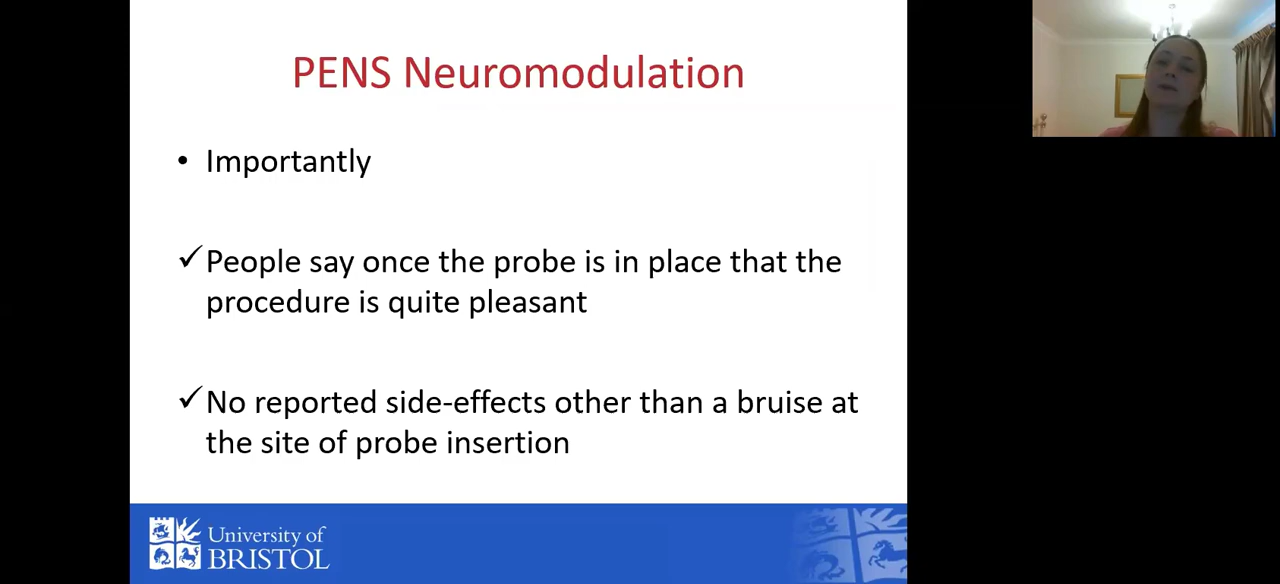 PENS Neuromodulation
• Importantly
✓People say once the probe is in place that the
procedure is quite pleasant
✓No reported side-effects other than a bruise at
the site of probe insertion
University of
BRISTOL